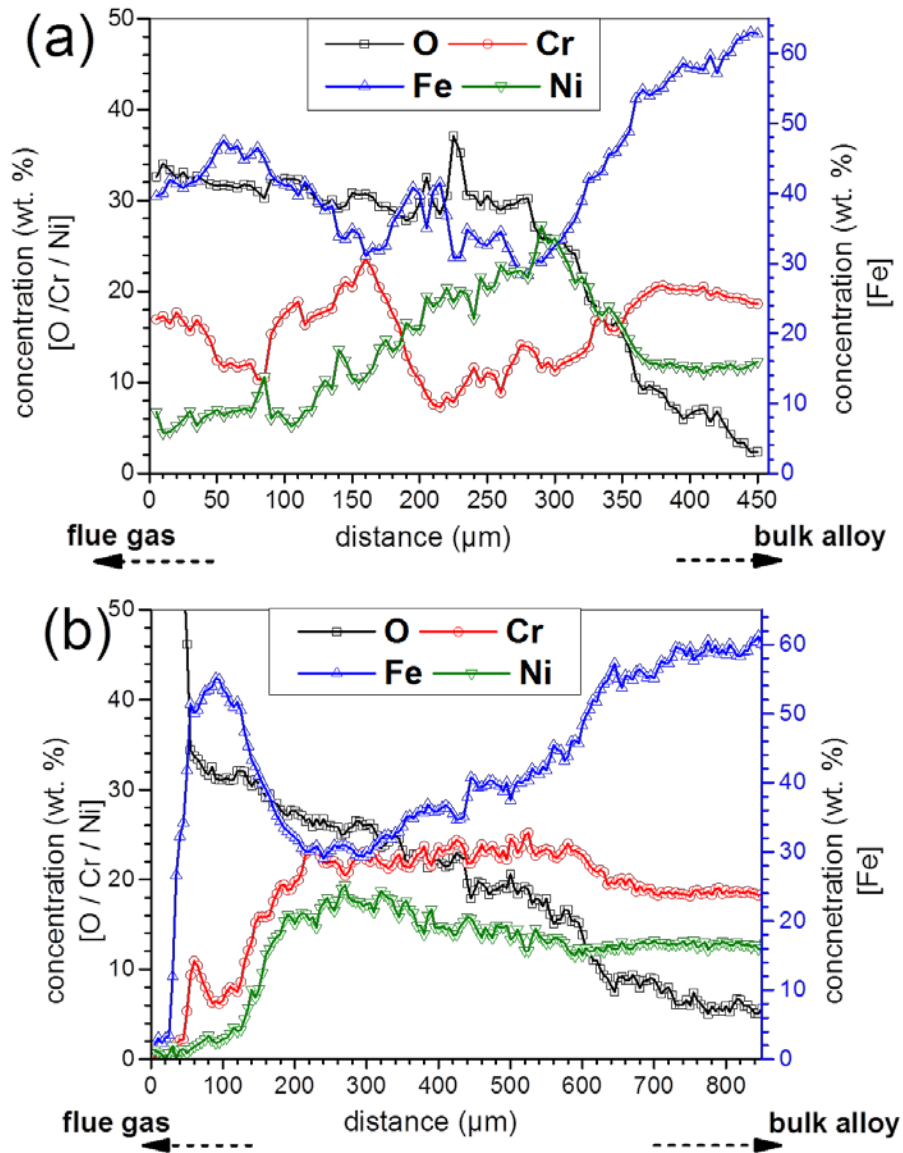 (a)
O Cr
Fe Ni
50
40
30
20
10
0
concentration (wt. %)
[O /Cr / Ni]
60
50
40
30
20
10
0
concentration (wt. %)
[Fe]
0 50 100 150 200 250 300 350 400 450
flue gas distance (µm) bulk alloy
(b)
O Cr
Fe Ni
50
40
30
20
10
0
concentration (wt. %)
[O / Cr / Ni]
60
50
40
30
20
10
0
concnetration (wt. %)
[Fe]
0 100 200 300 400 500 600 700 800
flue gas distance (µm) bulk alloy